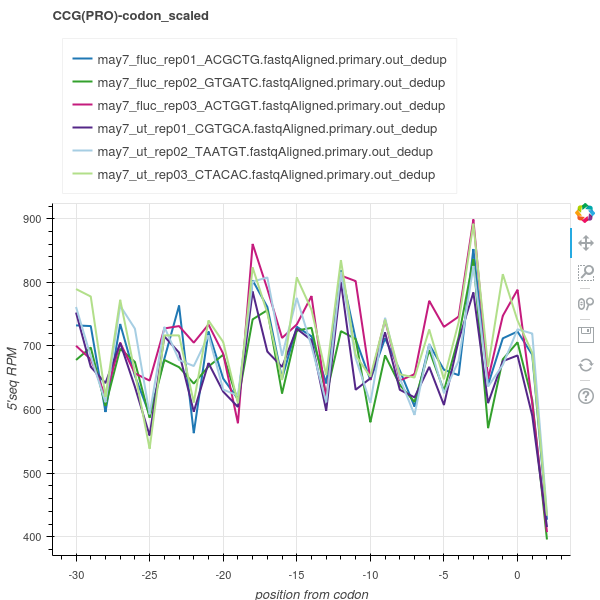 CCG(PRO)-codon_scaled
may7_fluc_rep01_ACGCTG.fastqAligned.primary.out_dedup
may7_fluc_rep02_GTGATC.fastqAligned.primary.out_dedup
may7_fluc_rep03_ACTGGT.fastqAligned.primary.out_dedup
may7_ut_rep01_CGTGCA.fastqAligned.primary.out_dedup
may7_ut_rep02_TAATGT.fastqAligned.primary.out_dedup
may7_ut_rep03_CTACAC.fastqAligned.primary.out_dedup
900
800
700
600
500
400
5'seq RPM
-30 -25 -20 -15 -10 -5 0
position from codon